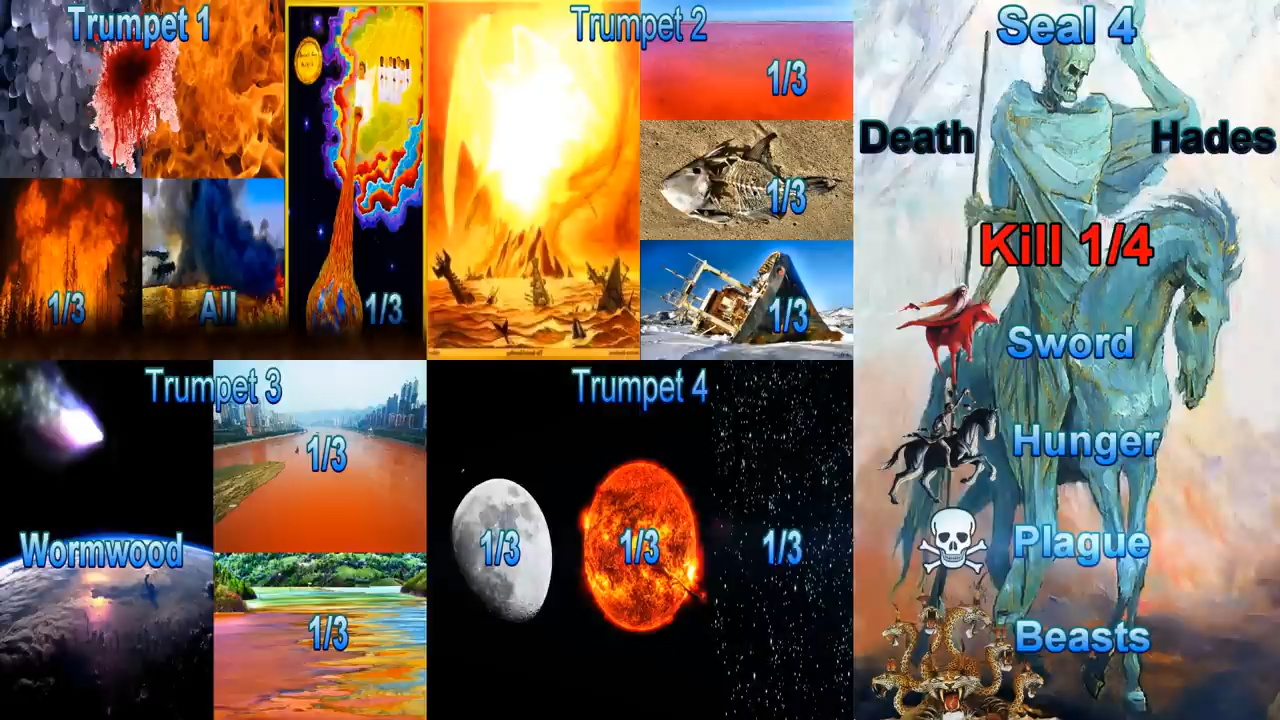 Trumpet 1
1/3
All
1/3
Trumpet 2
1/3
1/3
1/3
Trumpet 3
Wormwood
1/3
1/3
Trumpet 4
1/3
1/3
1/3
Seal 4
Death
Hades
Kill 1/4
Sword
Hunger
Plague
Beasts